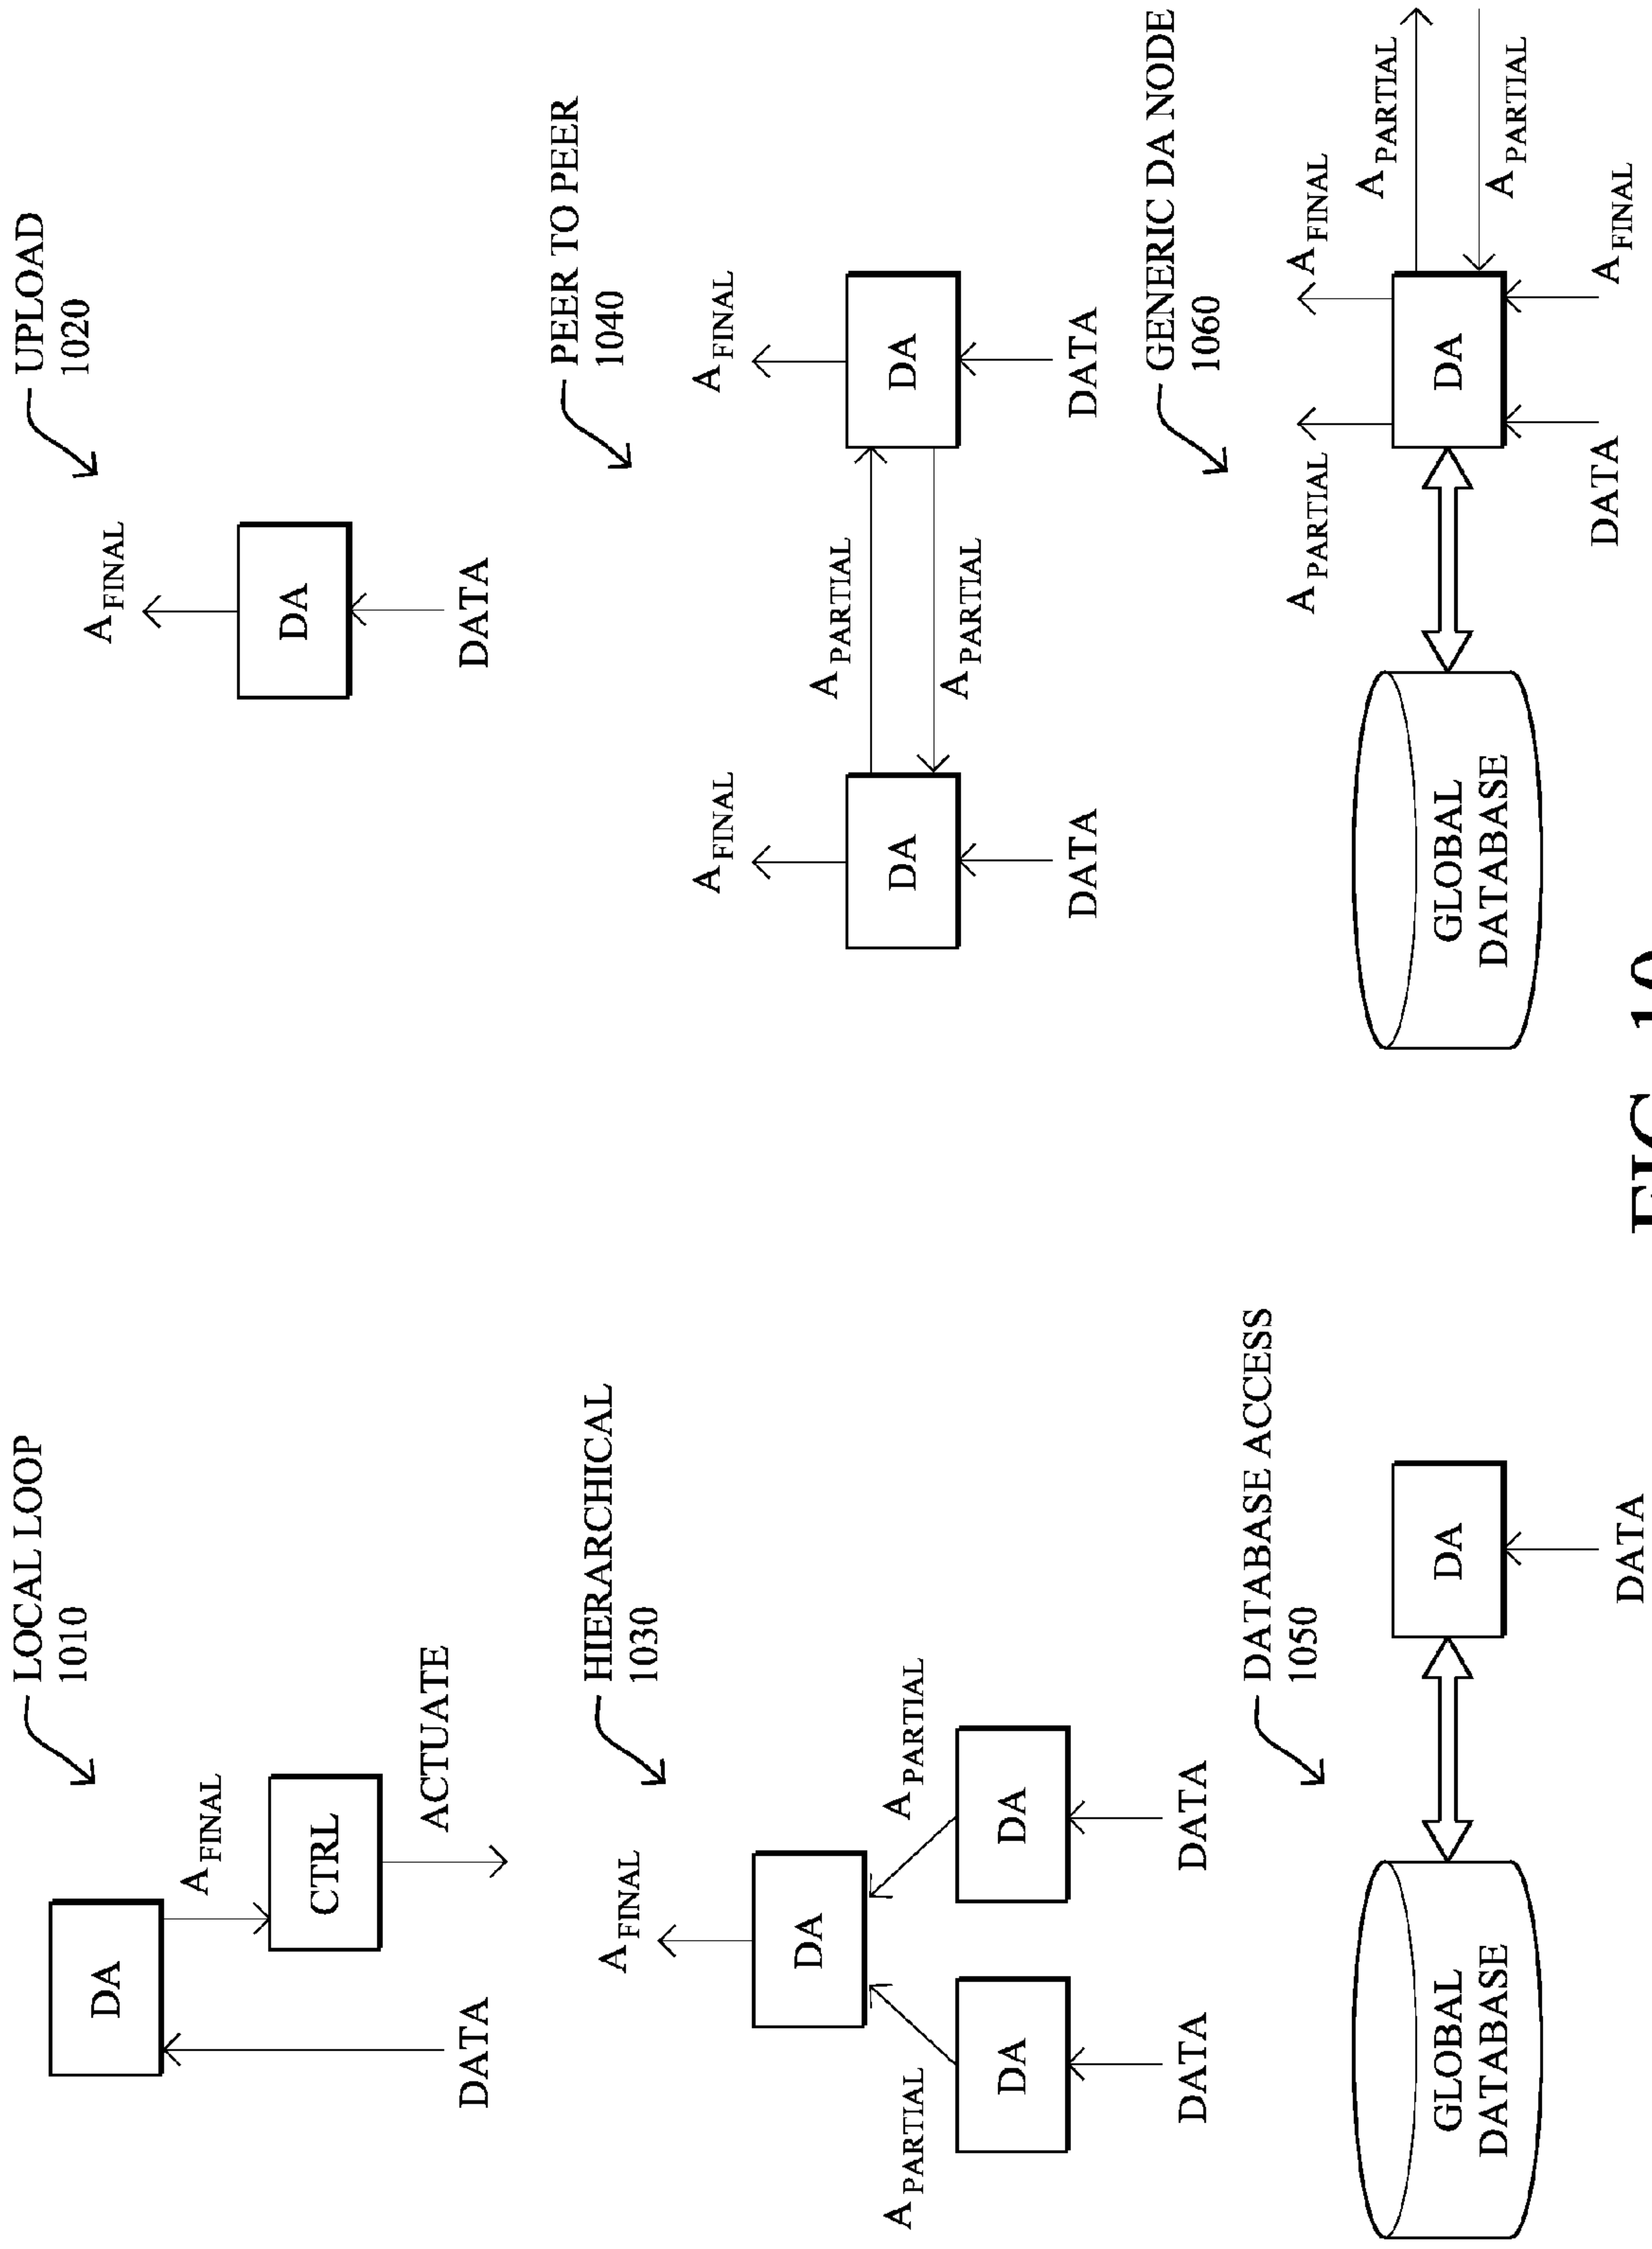 LOCAL LOOP
1010
DA
A FINAL
CTRL
DATA
ACTUATE
UPLOAD
1020
A FINAL
DA
DATA
HIERARCHICAL
1030
A FINAL
DA
A PARTIAL
A PARTIAL
DA
DA
DATA
DATA
PEER TO PEER
1040
A FINAL
A FINAL
DA
A PARTIAL
A PARTIAL
DA
DATA
DATA
DATABASE ACCESS
1050
GLOBAL
DATABASE
DA
DATA
GENERIC DA NODE
1060
A PARTIAL
A FINAL
A PARTIAL
GLOBAL
DATABASE
DA
A PARTIAL
DATA
A FINAL
FIG. 10